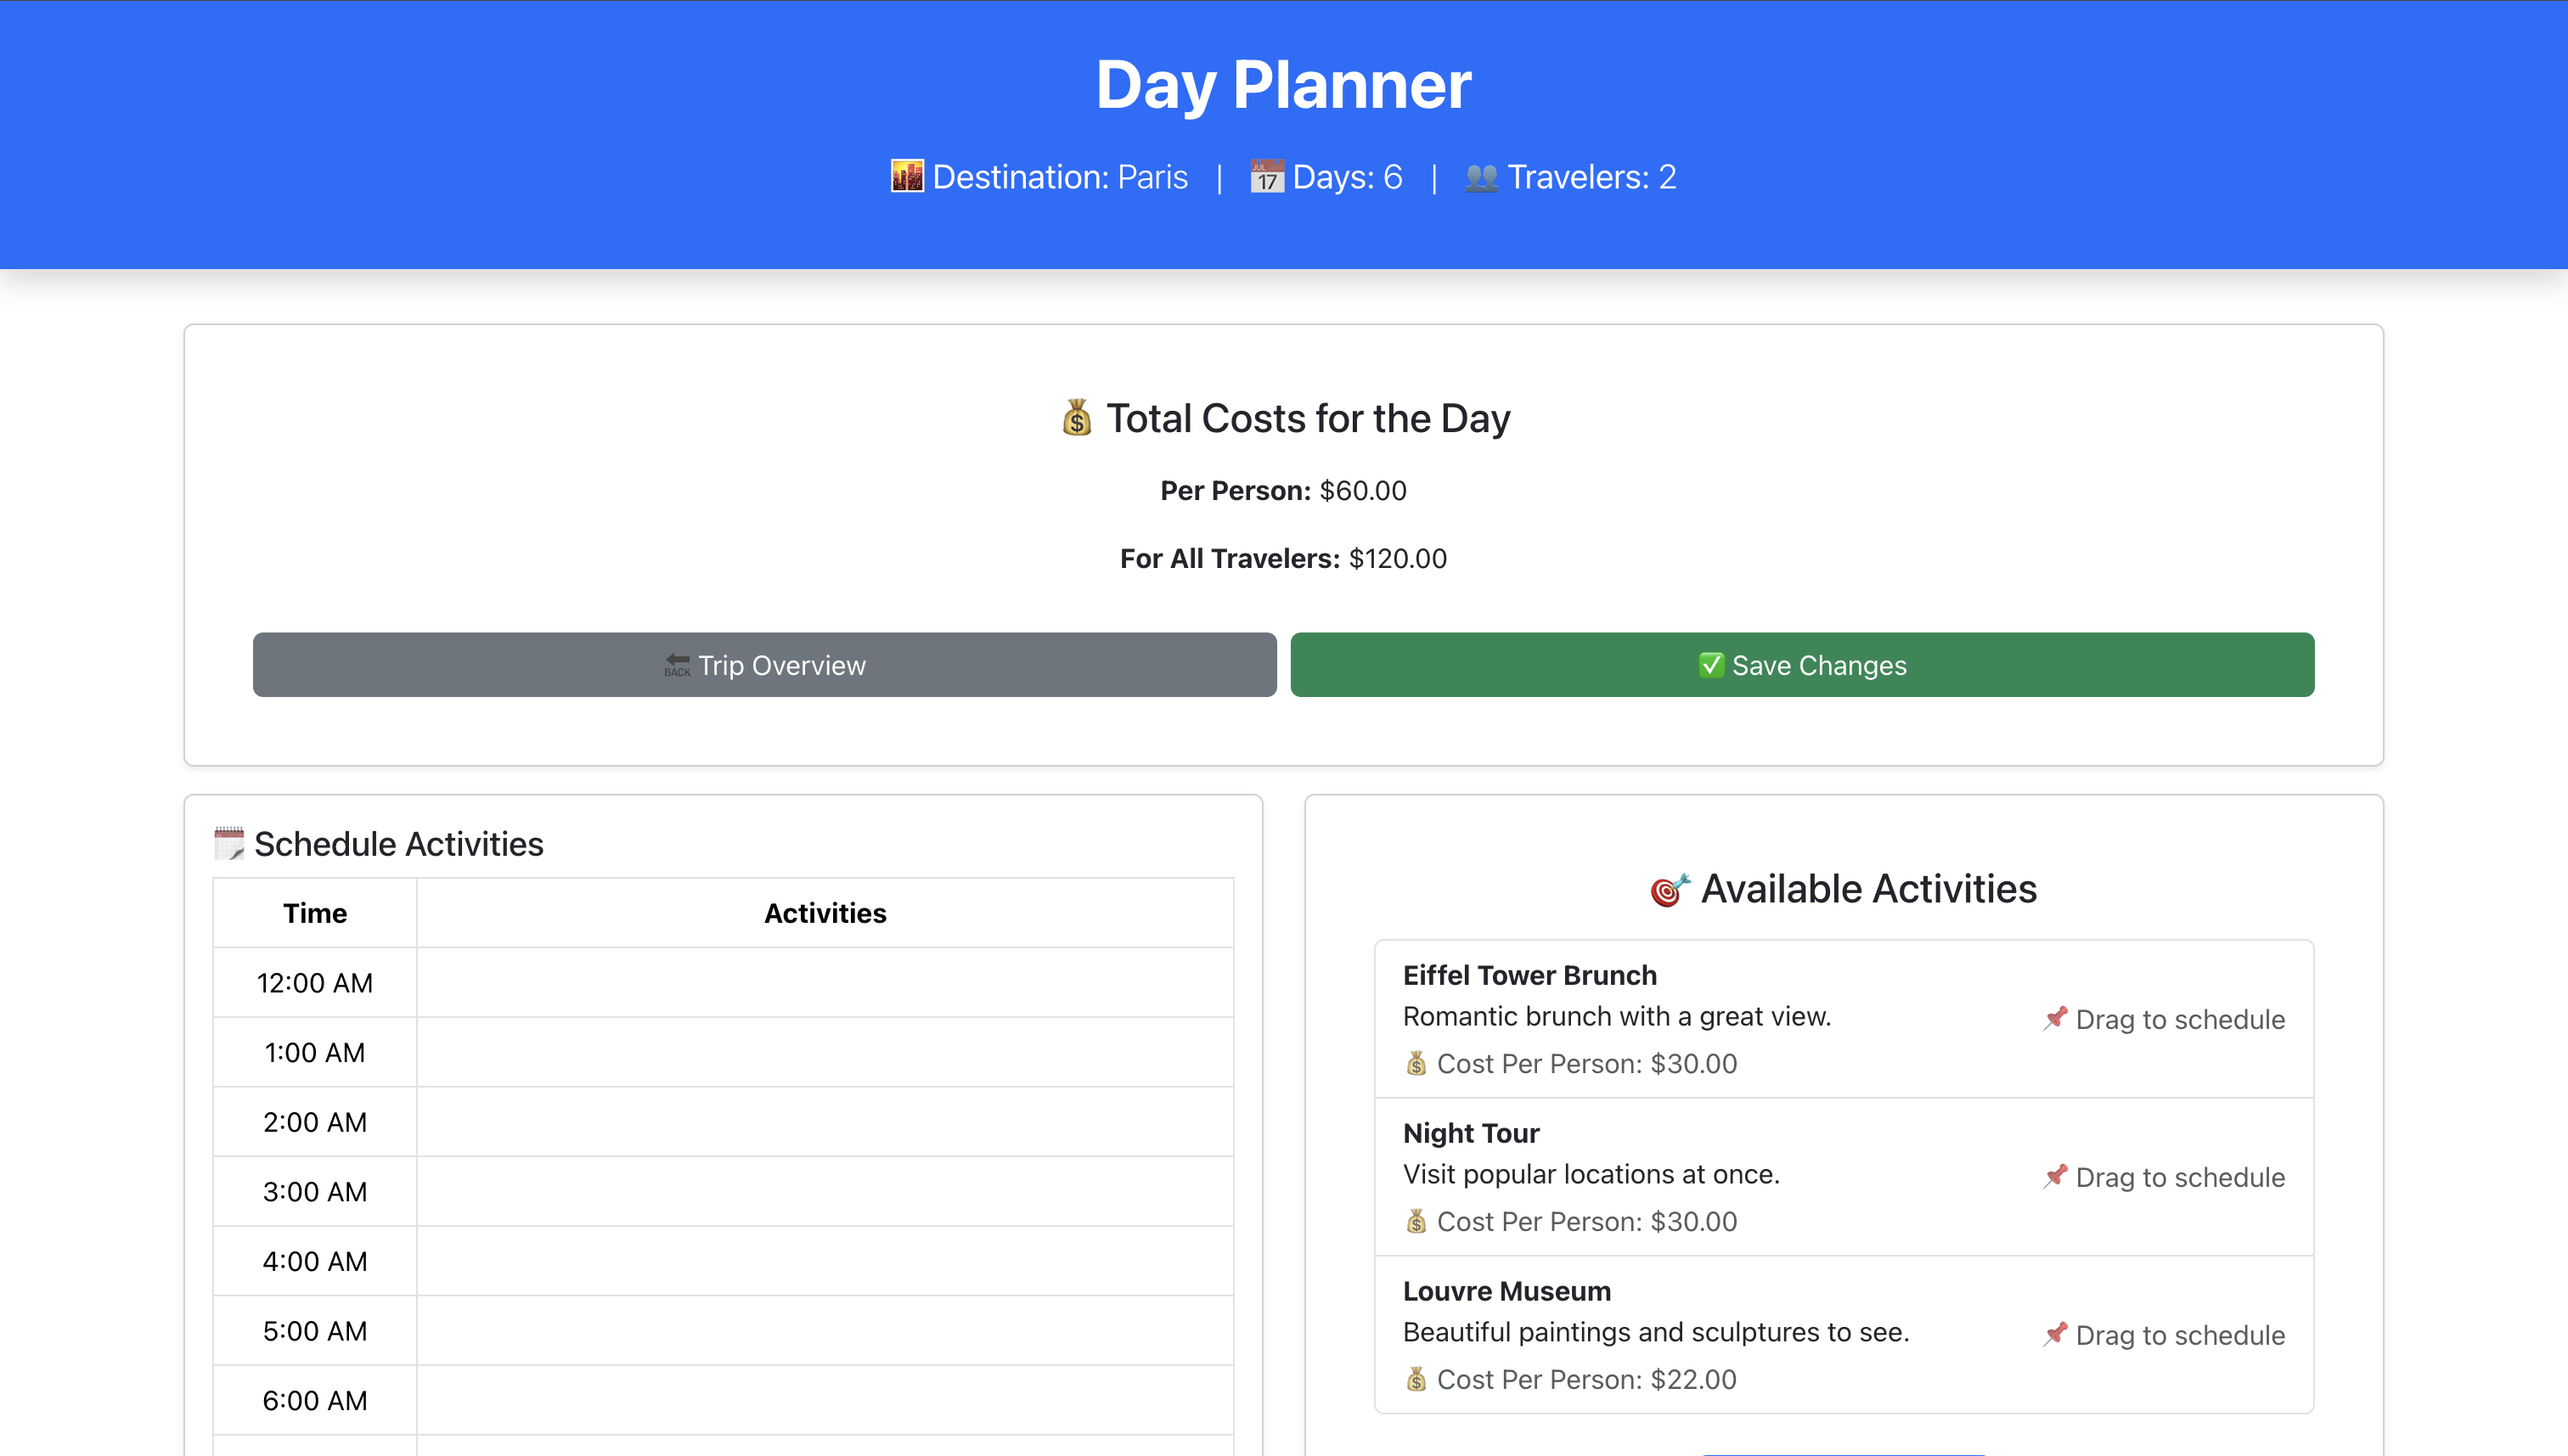 Day Planner
Destination: Paris | JUL 17 Days: 6 | Travelers: 2
Total Costs for the Day
Per Person: $60.00
For All Travelers: $120.00
BACK Trip Overview
Save Changes
Schedule Activities
Time Activities
12:00 AM
1:00 AM
2:00 AM
3:00 AM
4:00 AM
5:00 AM
6:00 AM
Available Activities
Eiffel Tower Brunch
Romantic brunch with a great view.
Drag to schedule
Cost Per Person: $30.00
Night Tour
Visit popular locations at once.
Drag to schedule
Cost Per Person: $30.00
Louvre Museum
Beautiful paintings and sculptures to see.
Drag to schedule
Cost Per Person: $22.00